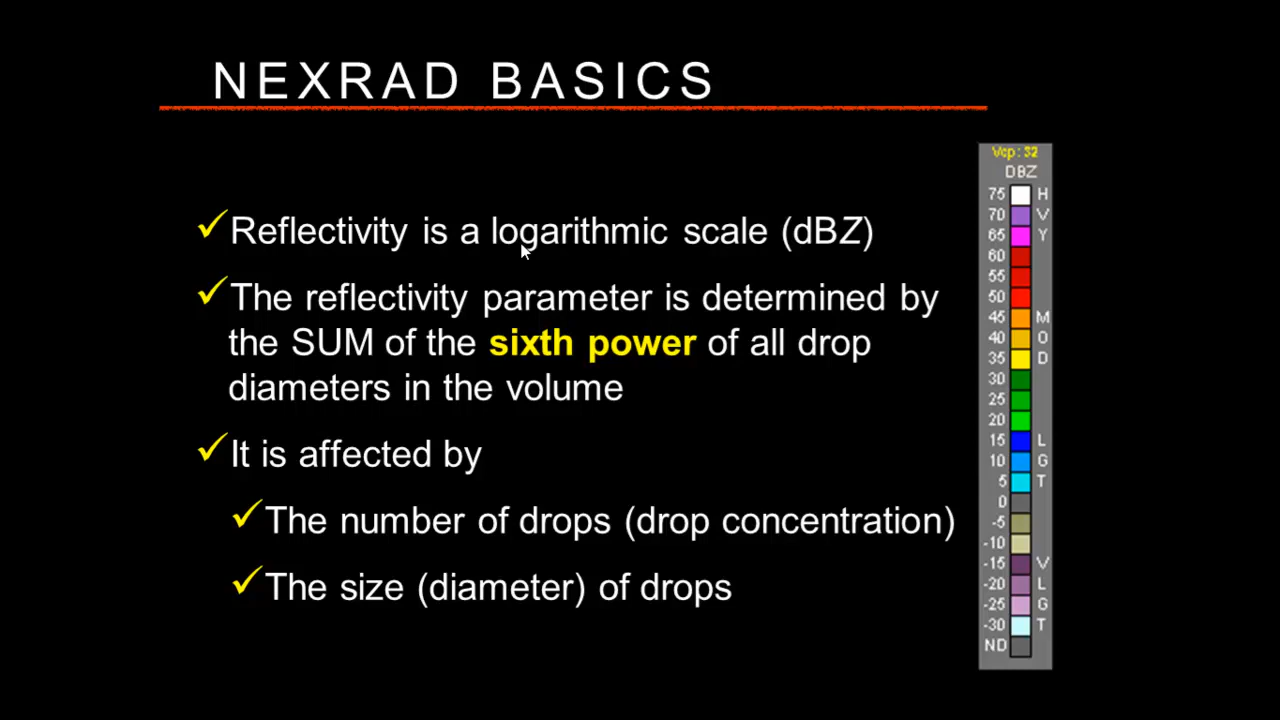 NEXRAD BASICS
Reflectivity is a logarithmic scale (dBZ)
The reflectivity parameter is determined by
the SUM of the sixth power of all drop
diameters in the volume
It is affected by
The number of drops (drop concentration)
The size (diameter) of drops
Vcp:32
DBZ
75 H
70 V
65 Y
60
55
50
45 M
40 O
35 D
30
25
20
15 L
10 G
5 T
0
-5
-10
-15 V
-20 L
-25 G
-30 T
ND